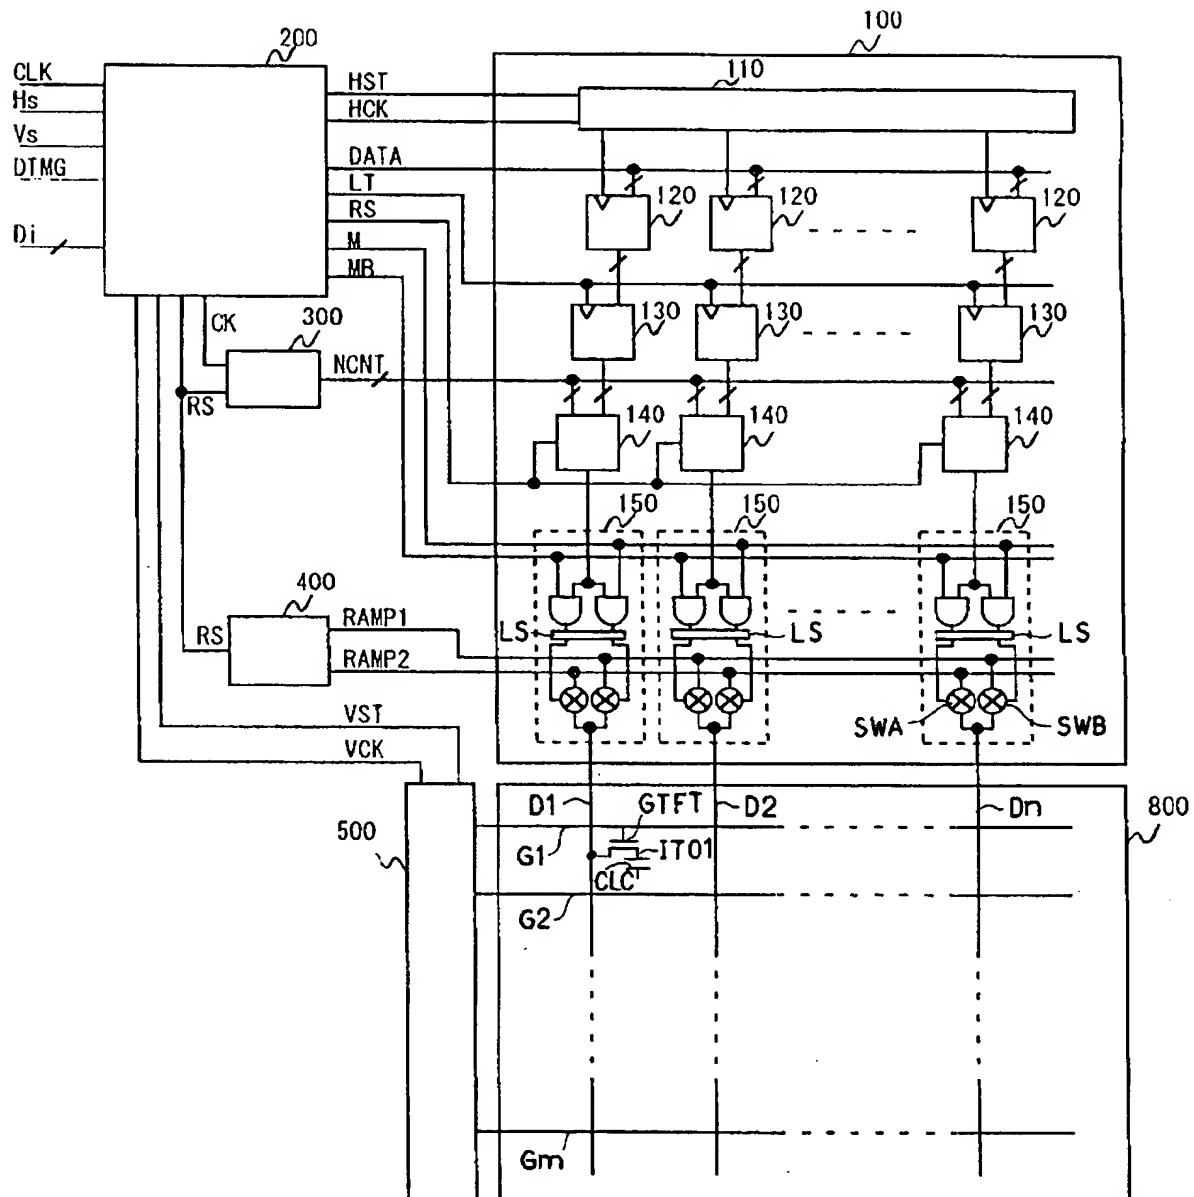 100
200
CLK
HST
110
Hs
HCK
Vs
DATA
DTMG
LT
120
120
120
RS
Di
M
MB
CK
300
130
130
130
NCNT
RS
140
140
140
150
150
150
400
RAMP1
RS
LS
LS
LS
RAMP2
VST
SWA
SWB
VCK
D1
GTFT
D2
Dn
800
500
G1
ITO1
CLC
G2
Gm